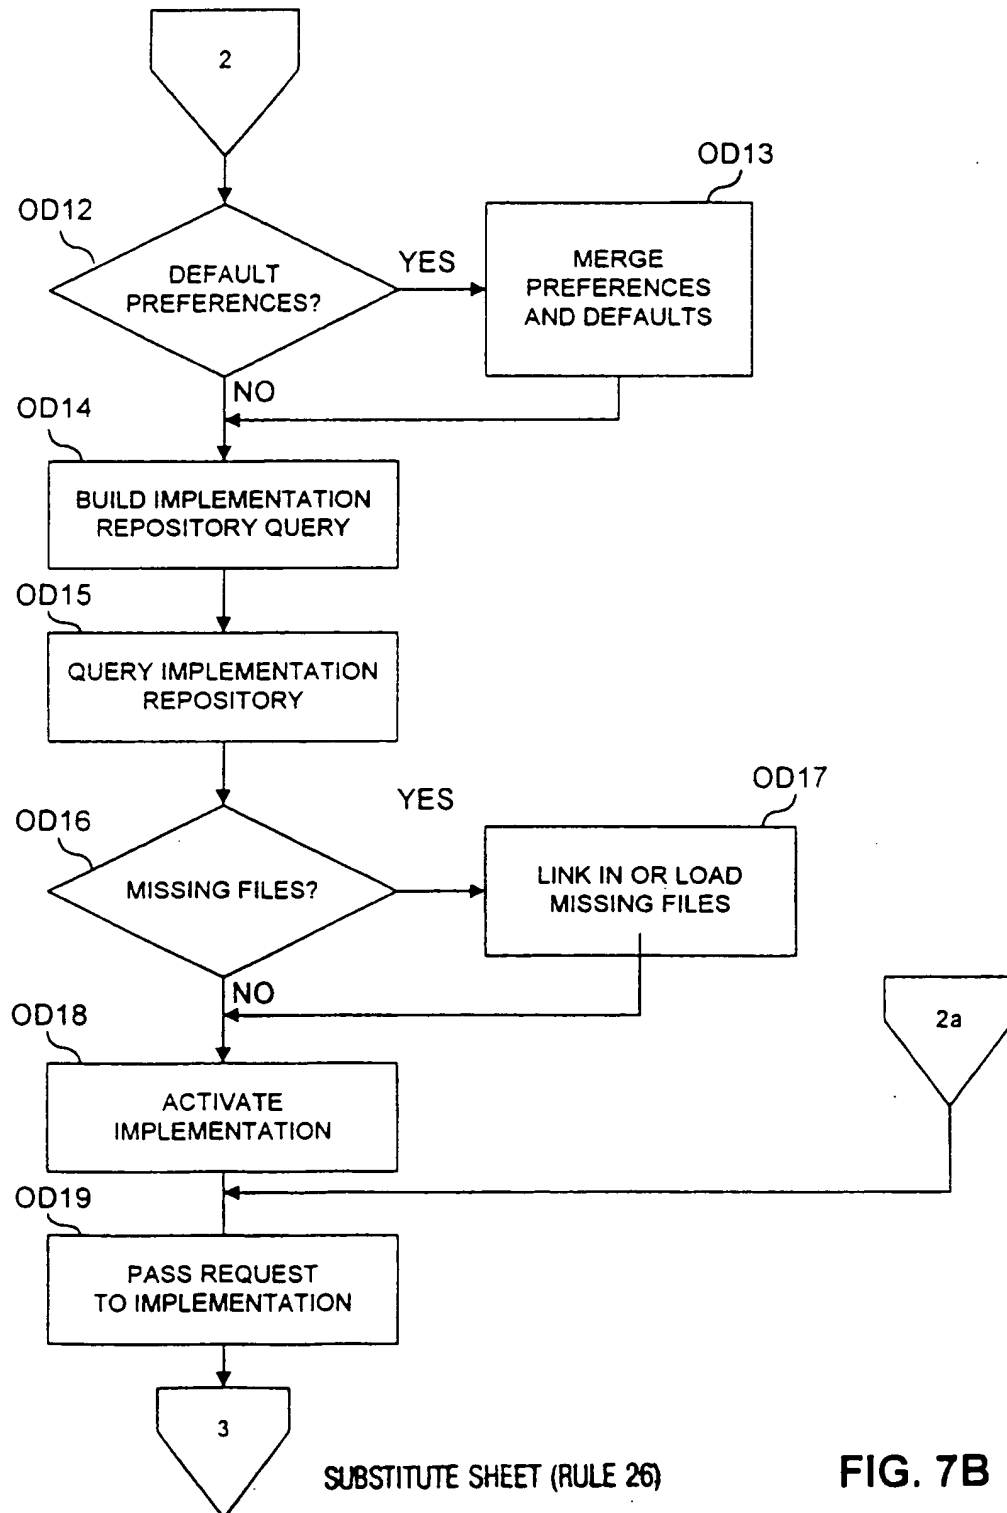 2
OD13
OD12
YES
DEFAULT
PREFERENCES?
MERGE
PREFERENCES
AND DEFAULTS
NO
OD14
BUILD IMPLEMENTATION
REPOSITORY QUERY
OD15
QUERY IMPLEMENTATION
REPOSITORY
YES
OD17
OD16
MISSING FILES?
LINK IN OR LOAD
MISSING FILES
NO
OD18
2a
ACTIVATE
IMPLEMENTATION
OD19
PASS REQUEST
TO IMPLEMENTATION
3
SUBSTITUTE SHEET (RULE 26)
FIG. 7B